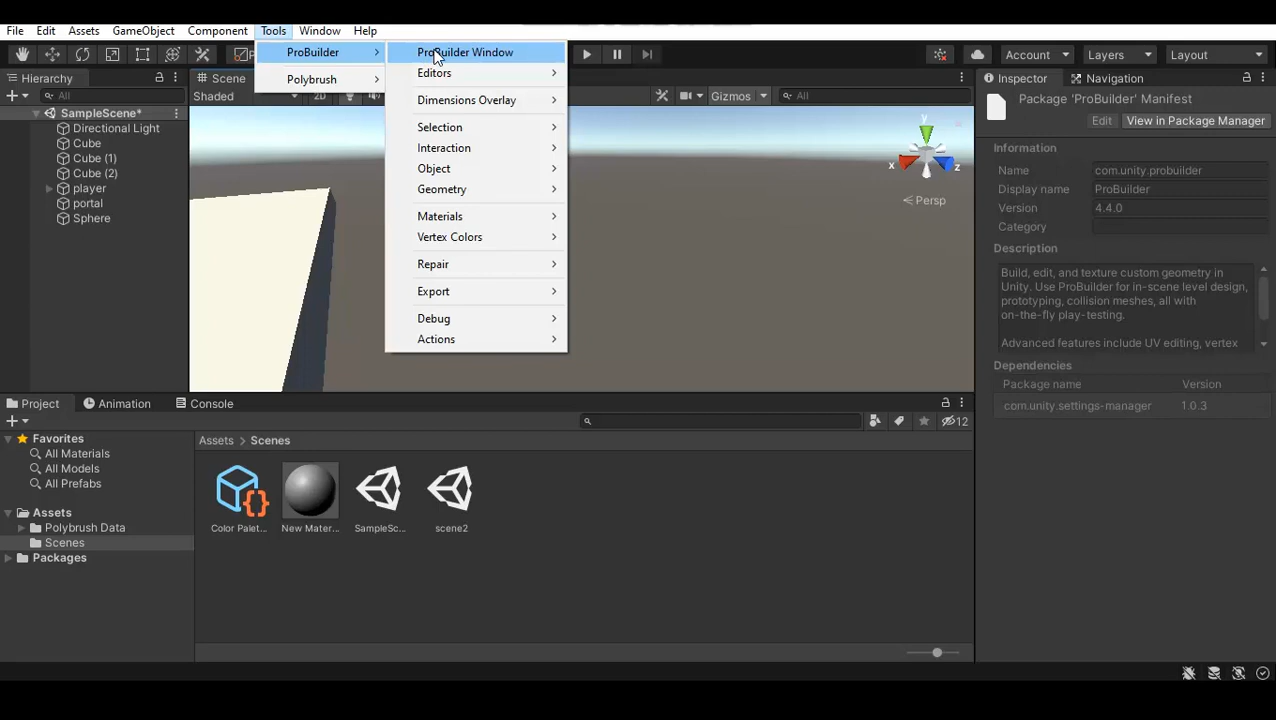 File Edit Assets GameObject Component Tools Window Help
Account Layers Layout
ProBuilder
Polybrush
ProBuilder Window
Editors
Dimensions Overlay
Selection
Interaction
Object
Geometry
Materials
Vertex Colors
Repair
Export
Debug
Actions
Hierarchy
All
SampleScene*
Directional Light
Cube
Cube (1)
Cube (2)
player
portal
Sphere
Scene
Shaded 2D Gizmos All
y
x z
Persp
Inspector Navigation
Package 'ProBuilder' Manifest
Edit View in Package Manager
Information
Name com.unity.probuilder
Display name ProBuilder
Version 4.4.0
Category
Description
Build, edit, and texture custom geometry in
Unity. Use ProBuilder for in-scene level design,
prototyping, collision meshes, all with
on-the-fly play-testing.
Advanced features include UV editing, vertex
Dependencies
Package name Version
com.unity.settings-manager 1.0.3
Project Animation Console
12
Favorites
All Materials
All Models
All Prefabs
Assets
Polybrush Data
Scenes
Packages
Assets > Scenes
Color Palet... New Mater... SampleSc... scene2